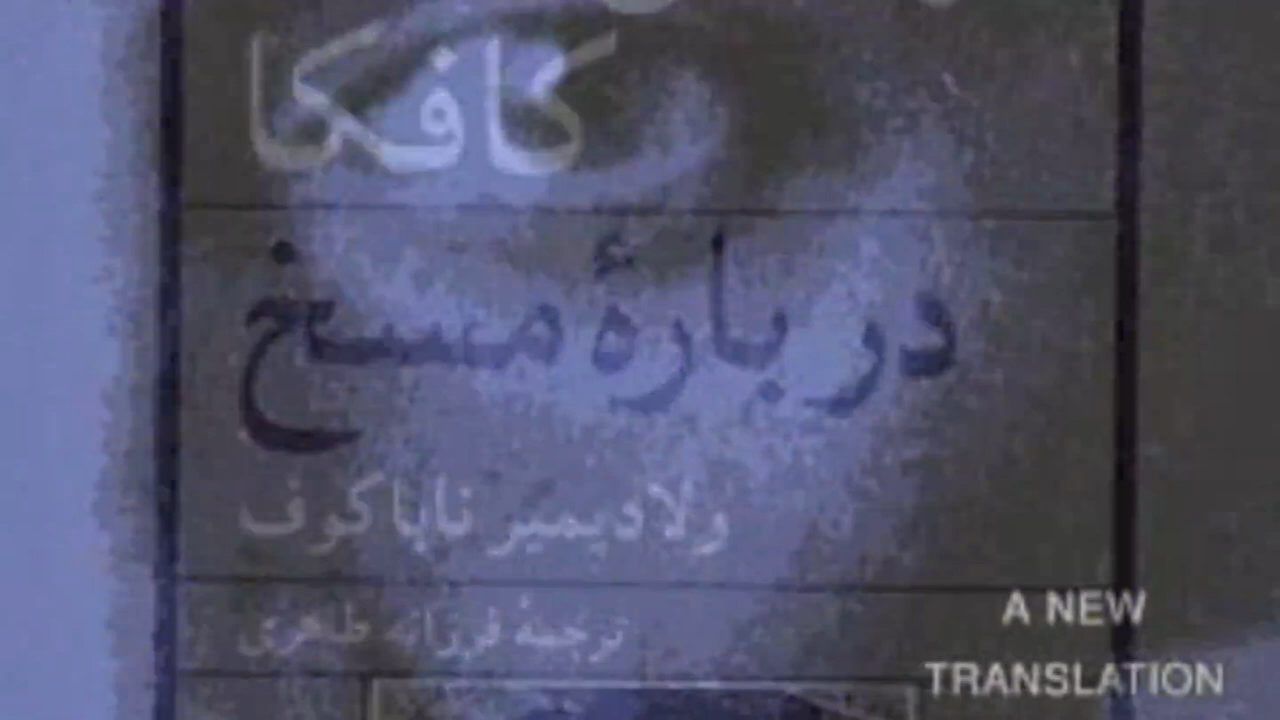 کافکا
دربارهٔ مسخ
ولادیمیر ناباکوف
ترجمهٔ فرزانه طاهری
A NEW
TRANSLATION